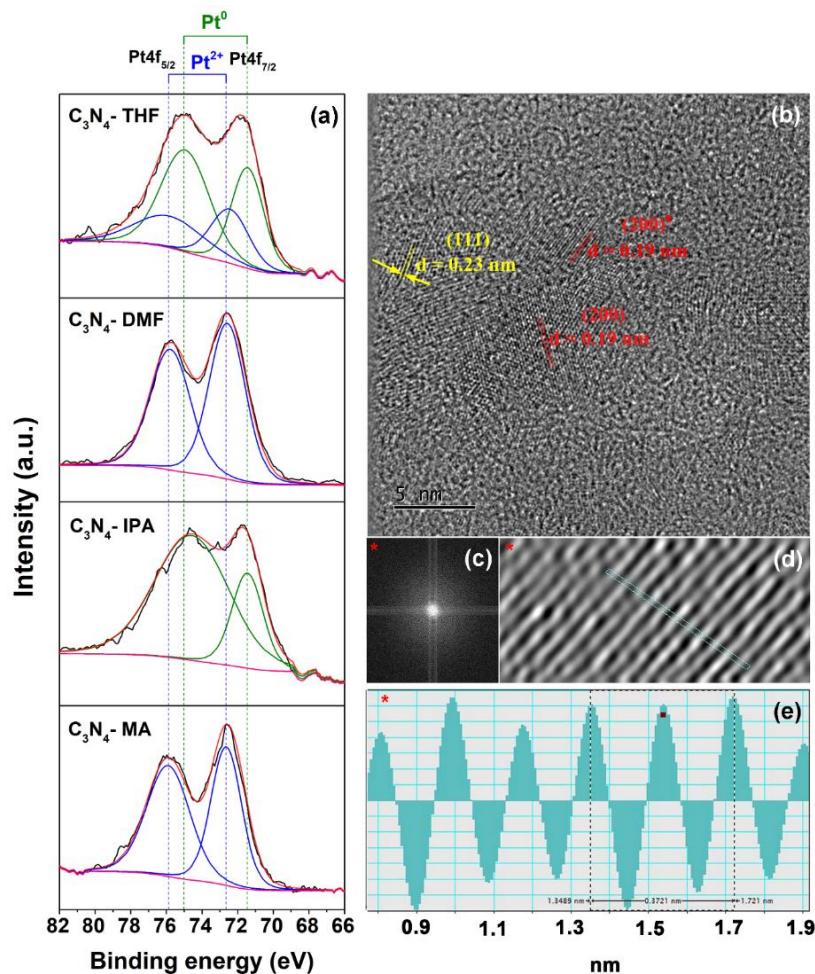 Pt⁰
Pt4f5/2 Pt²⁺ Pt4f7/2
C₃N₄- THF (a)
C₃N₄- DMF
C₃N₄- IPA
C₃N₄- MA
Intensity (a.u.)
82 80 78 76 74 72 70 68 66
Binding energy (eV)
(b)
(111)
d = 0.23 nm
(200)*
d = 0.19 nm
(200)
d = 0.19 nm
5 nm
* (c)
* (d)
* (e)
1.3489 nm 0.3721 nm 1.721 nm
0.9 1.1 1.3 1.5 1.7 1.9
nm